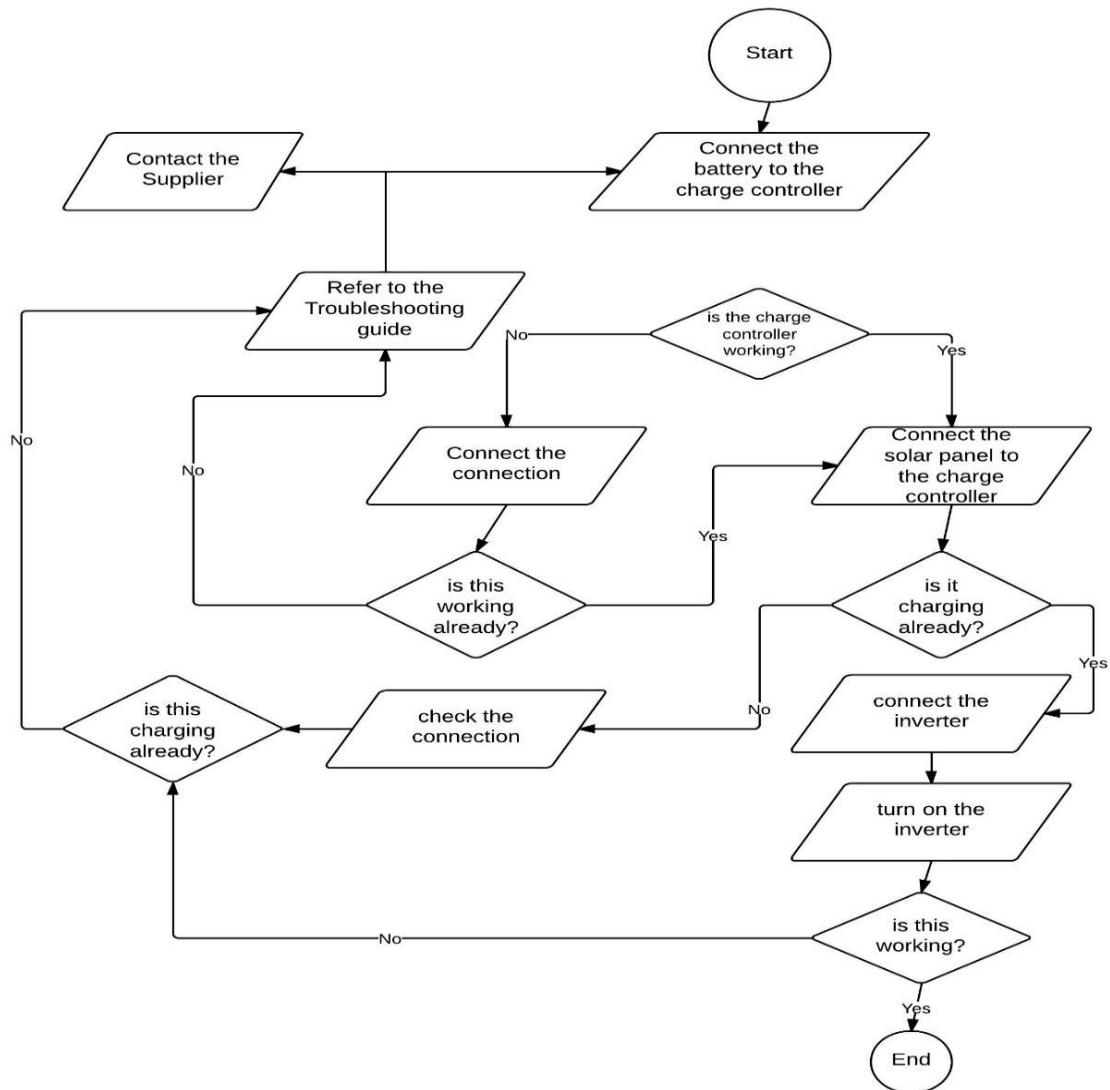 Start
Contact the
Supplier
Connect the
battery to the
charge controller
Refer to the
Troubleshooting
guide
is the charge
controller
working?
No
Yes
No
Connect the
connection
No
Connect the
solar panel to
the charge
controller
Yes
is this
working
already?
is it
charging
already?
Yes
is this
charging
already?
check the
connection
No
connect the
inverter
turn on the
inverter
is this
working?
No
Yes
End